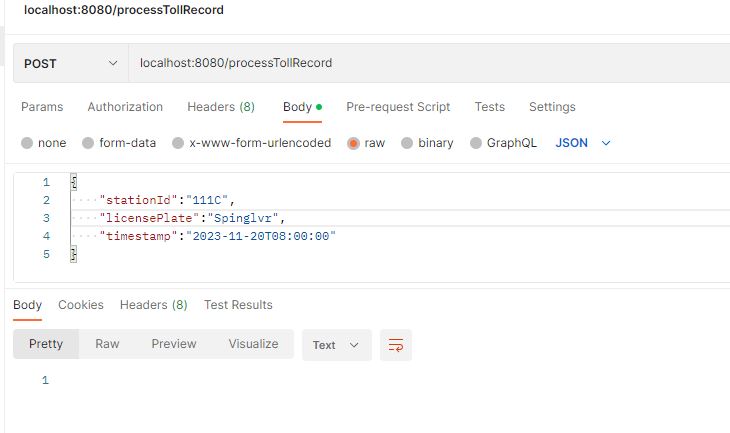 localhost:8080/processTollRecord
POST localhost:8080/processTollRecord
Params Authorization Headers (8) Body Pre-request Script Tests Settings
none form-data x-www-form-urlencoded raw binary GraphQL JSON
1 {
2 "stationId":"111C",
3 "licensePlate":"Spinglvr",
4 "timestamp":"2023-11-20T08:00:00"
5 }
Body Cookies Headers (8) Test Results
Pretty Raw Preview Visualize Text
1